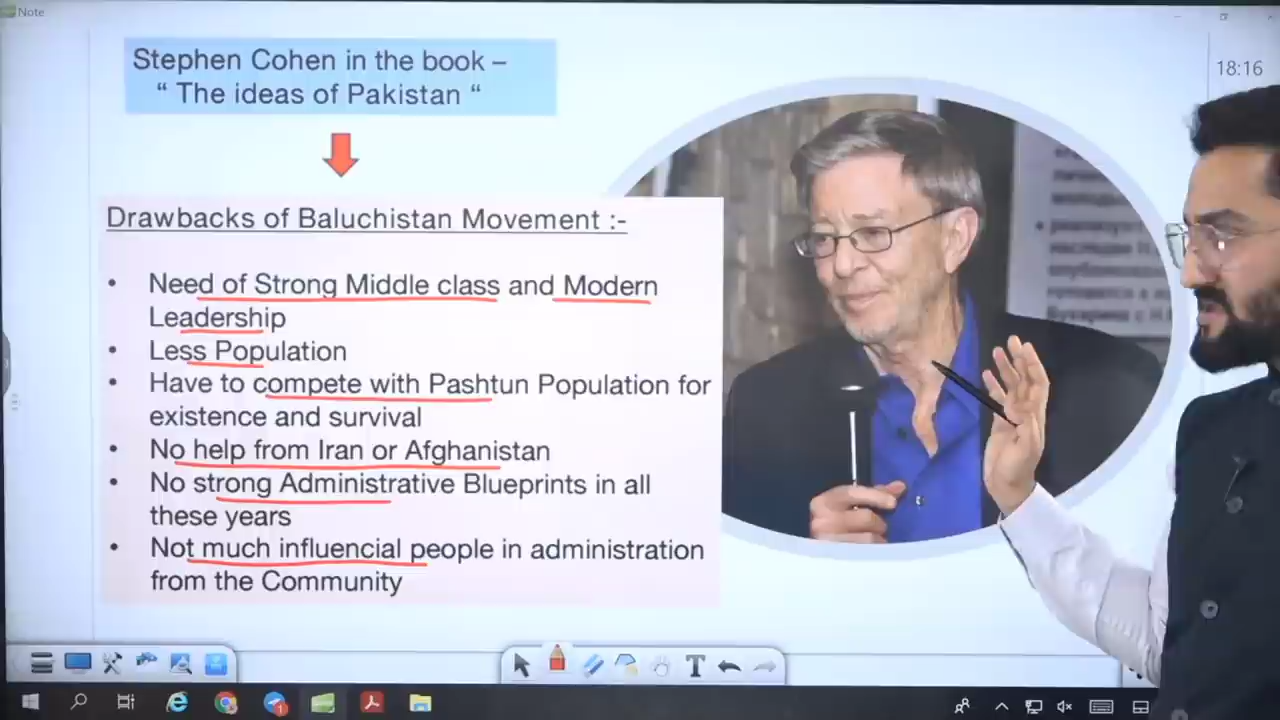 Note
18:16
Stephen Cohen in the book –
“ The ideas of Pakistan “
Drawbacks of Baluchistan Movement :-
• Need of Strong Middle class and Modern
Leadership
• Less Population
• Have to compete with Pashtun Population for
existence and survival
• No help from Iran or Afghanistan
• No strong Administrative Blueprints in all
these years
• Not much influencial people in administration
from the Community